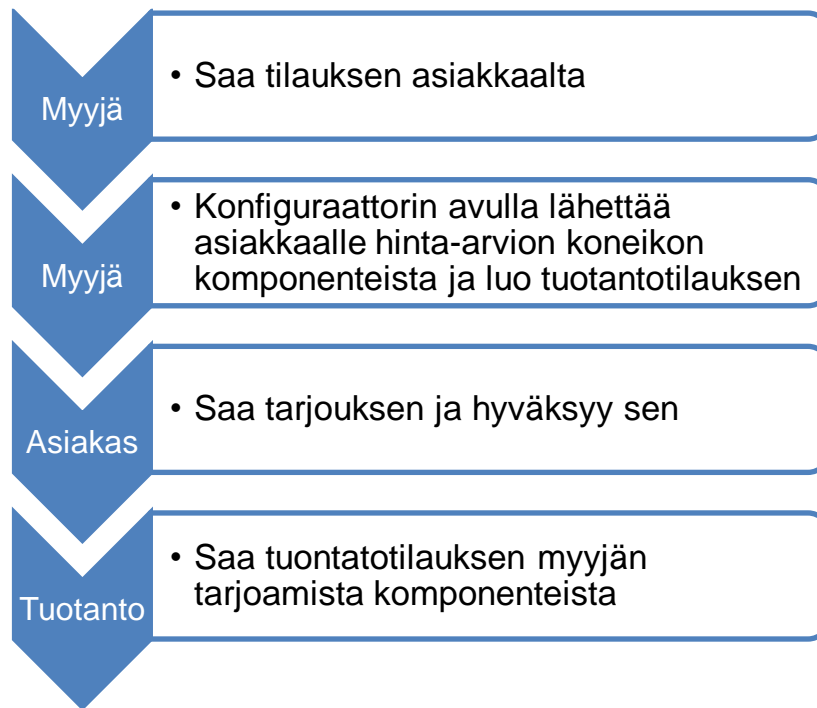 Myyjä
• Saa tilauksen asiakkaalta
Myyjä
• Konfiguraattorin avulla lähettää
asiakkaalle hinta-arvion koneikon
komponenteista ja luo tuotantotilauksen
Asiakas
• Saa tarjouksen ja hyväksyy sen
Tuotanto
• Saa tuontatotilauksen myyjän
tarjoamista komponenteista